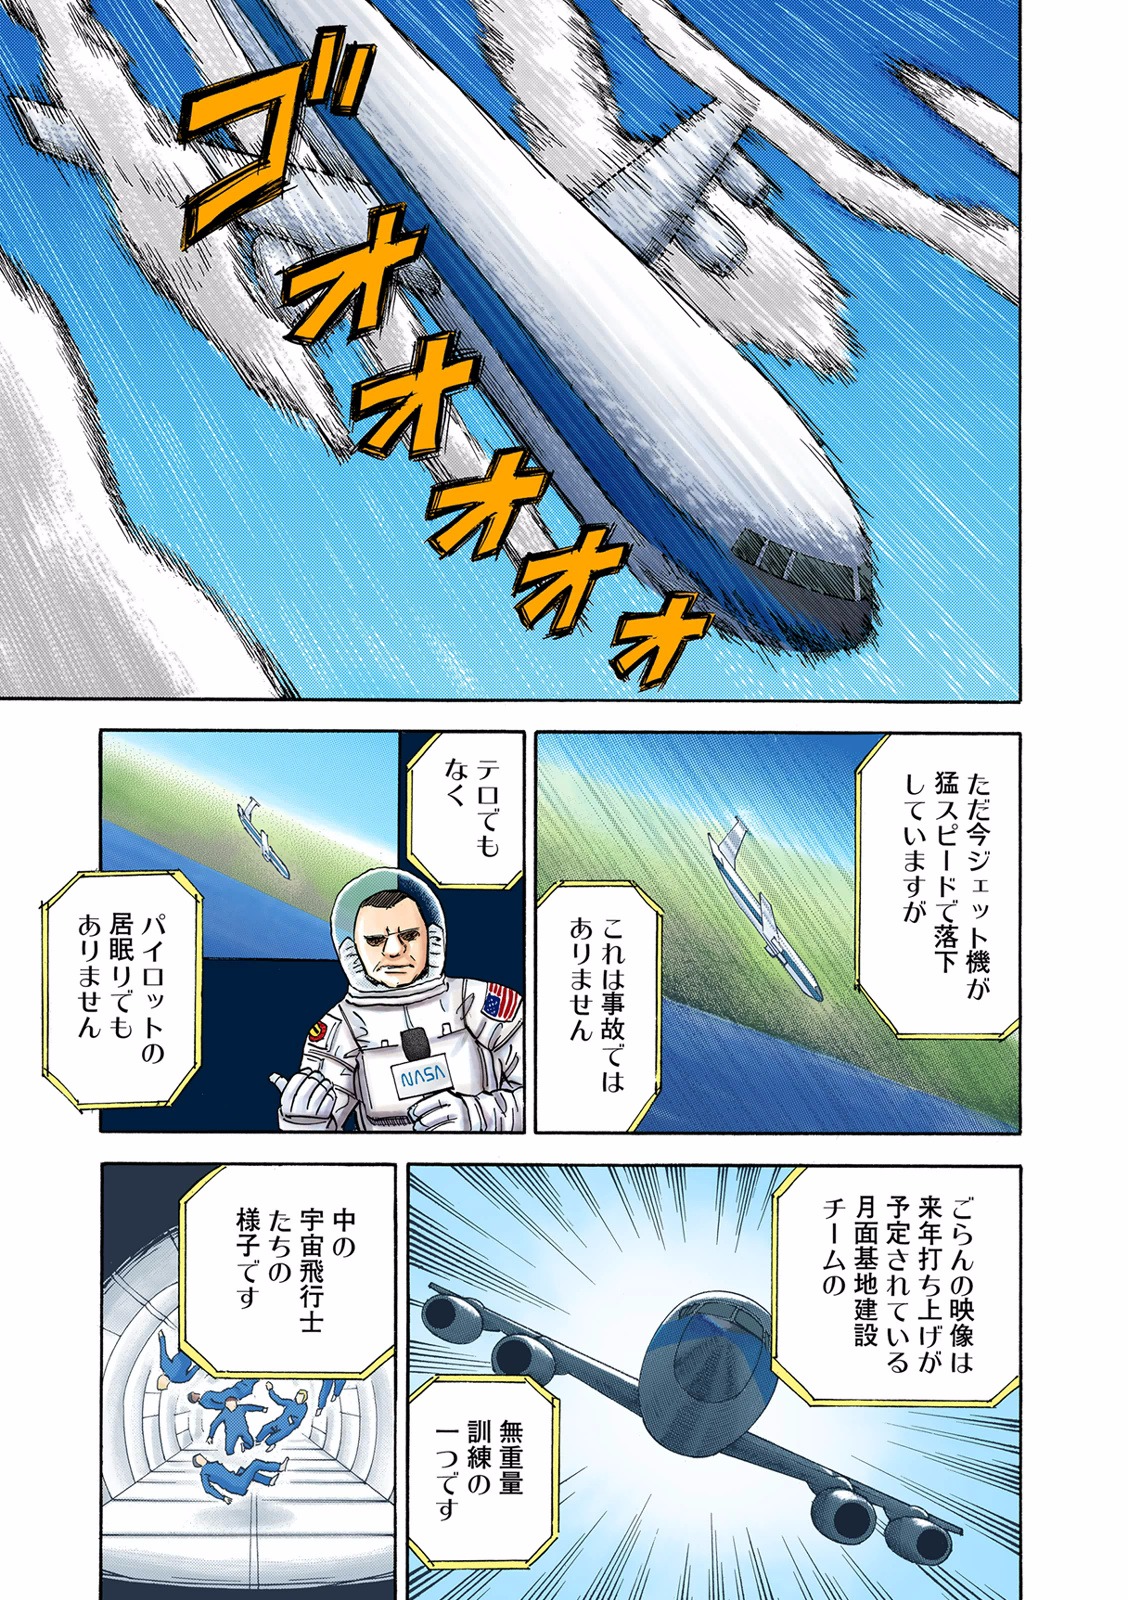 ゴオオオオオ
ただ今ジェット機が
猛スピードで落下
していますが
これは事故では
ありません
テロでも
なく
パイロットの
居眠りでも
ありません
NASA
ごらんの映像は
来年打ち上げが
予定されている
月面基地建設
チームの
無重量
訓練の
一つです
中の
宇宙飛行士
たちの
様子です